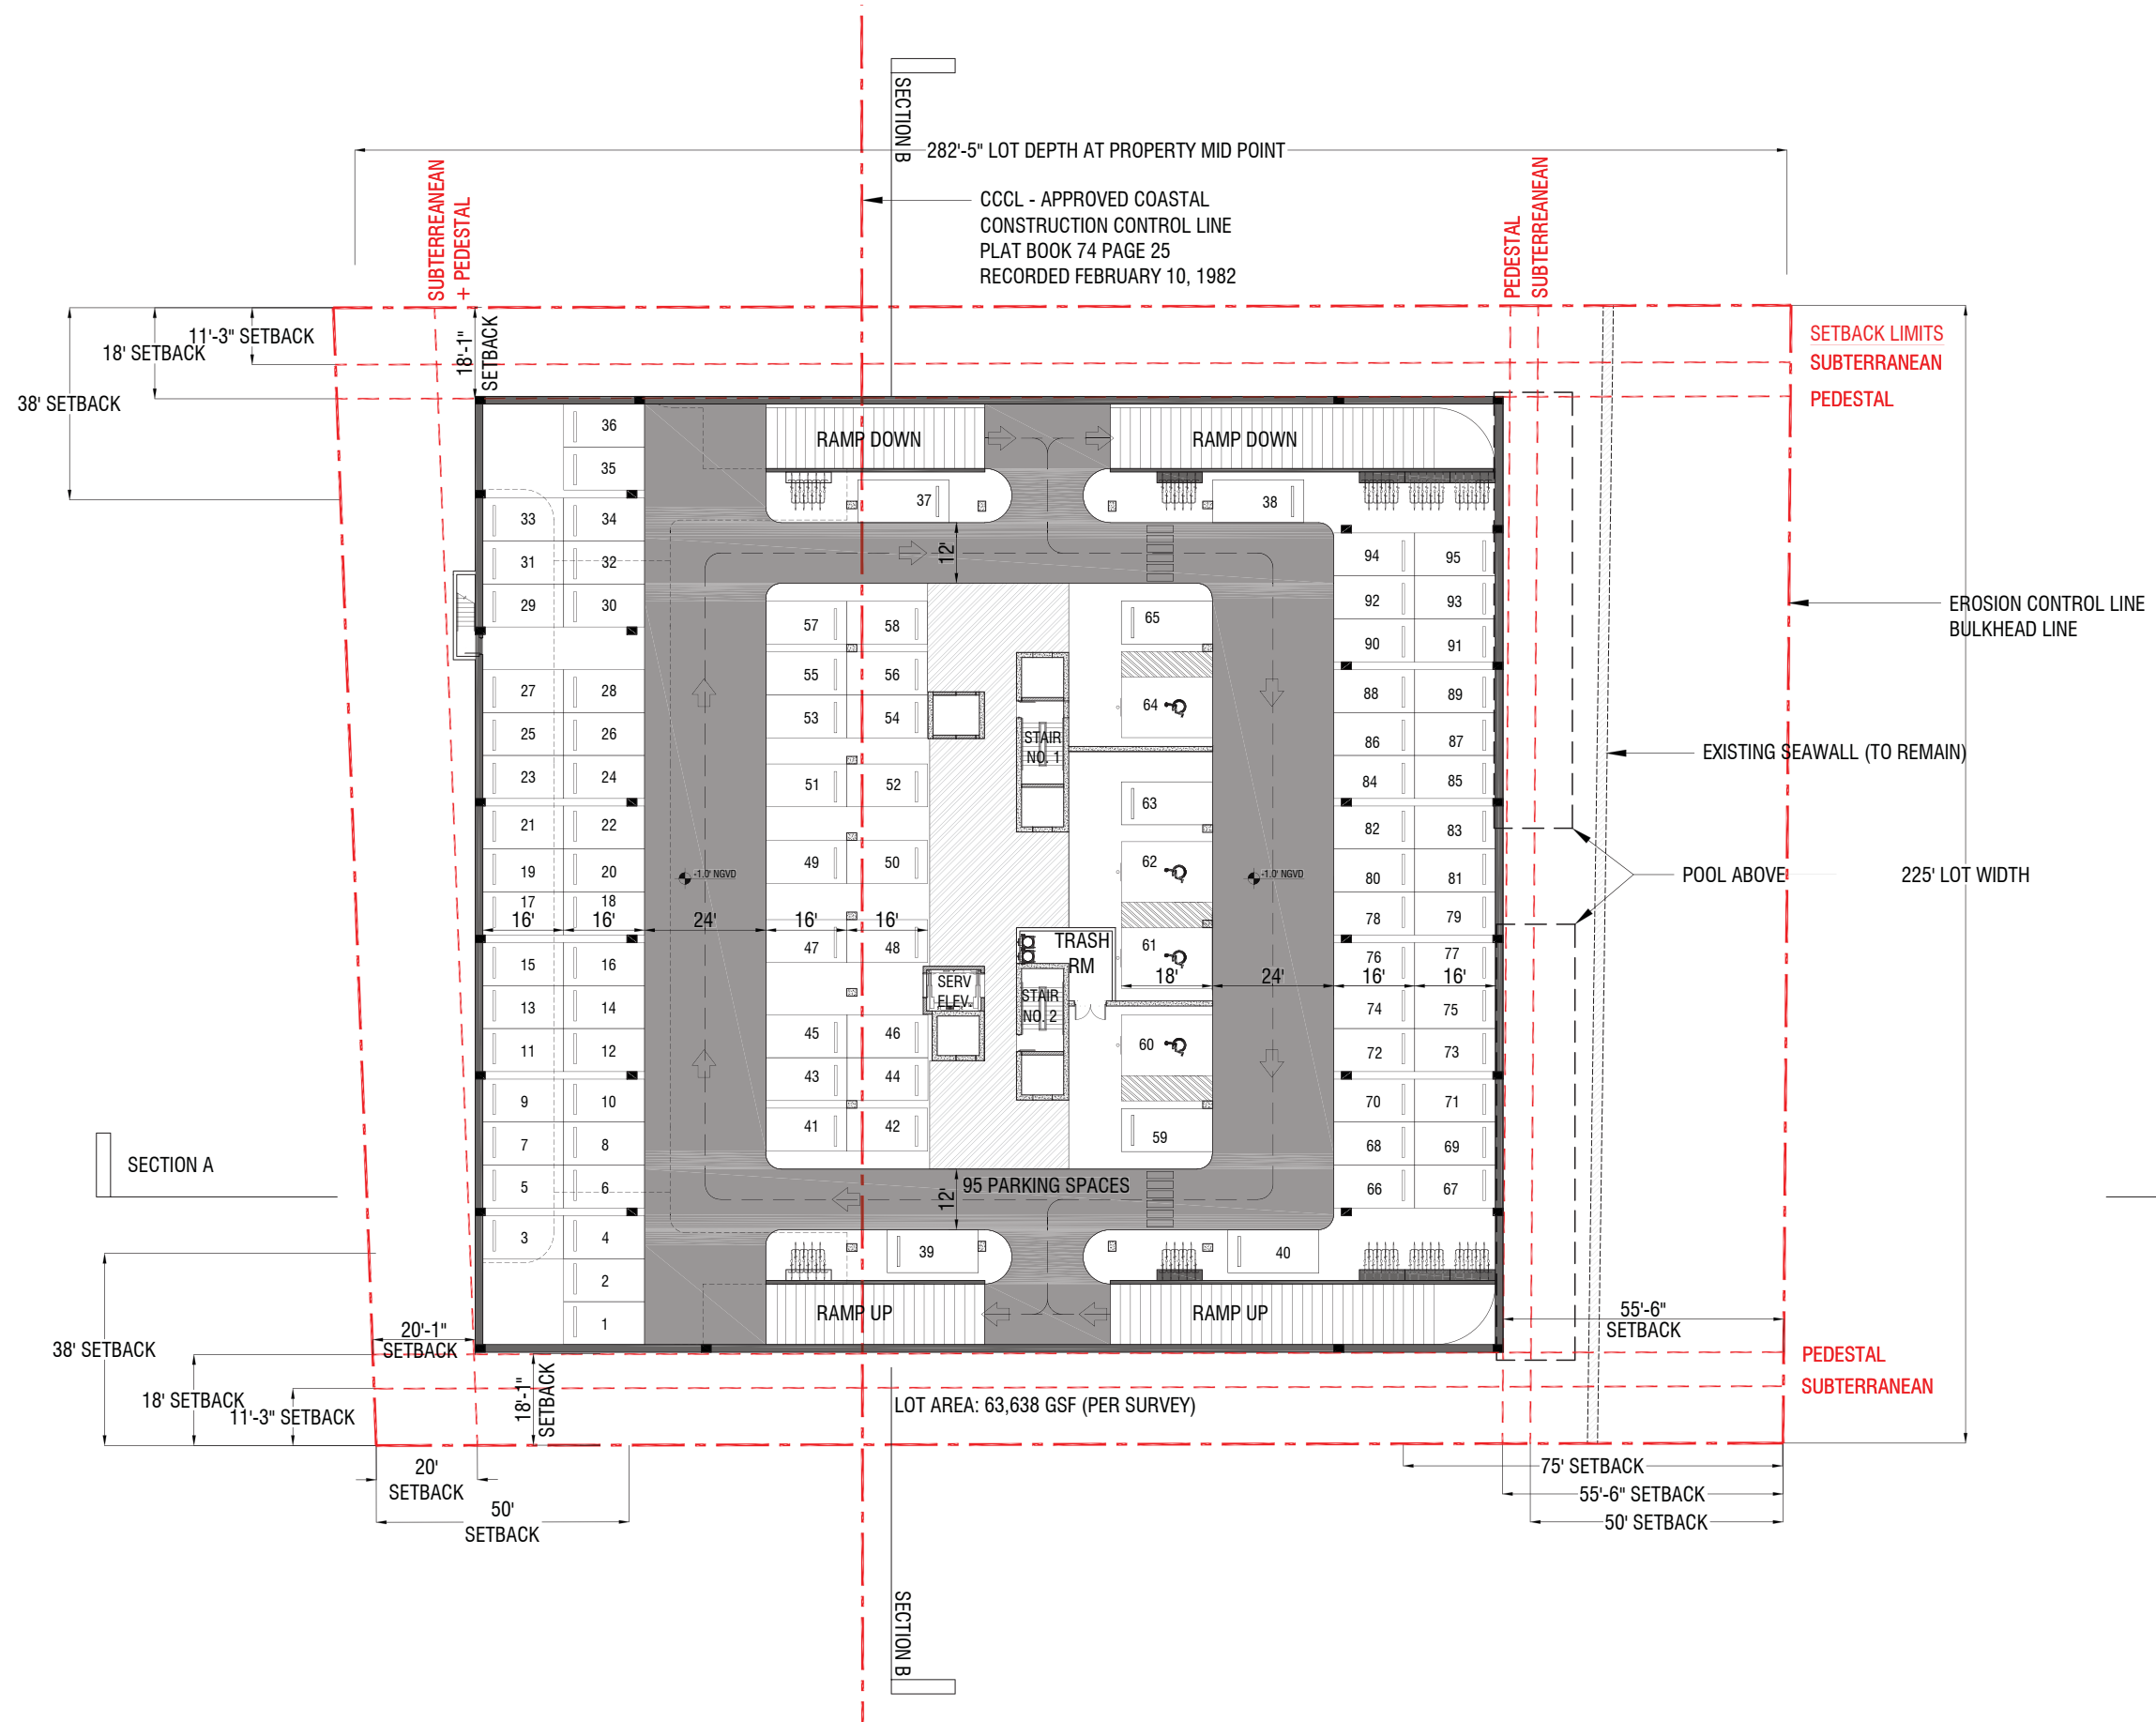 SECTION B
282'-5" LOT DEPTH AT PROPERTY MID POINT
SUBTERREANEAN
+ PEDESTAL
CCCL - APPROVED COASTAL
CONSTRUCTION CONTROL LINE
PLAT BOOK 74 PAGE 25
RECORDED FEBRUARY 10, 1982
PEDESTAL
SUBTERREANEAN
11'-3" SETBACK
18' SETBACK
38' SETBACK
18'-1"
SETBACK
SETBACK LIMITS
SUBTERRANEAN
PEDESTAL
36
35
RAMP DOWN
RAMP DOWN
37
38
33
34
31
32
29
30
12'
94
95
92
93
90
91
EROSION CONTROL LINE
BULKHEAD LINE
57
58
65
55
56
53
54
64
27
28
25
26
23
24
88
89
86
87
84
85
STAIR
NO. 1
EXISTING SEAWALL (TO REMAIN)
51
52
63
21
22
19
20
17
18
82
83
80
81
78
79
49
50
62
-1.0' NGVD
-1.0' NGVD
POOL ABOVE
225' LOT WIDTH
16'
16'
24'
16'
16'
47
48
TRASH
RM
61
18'
24'
16'
16'
76
77
74
75
72
73
15
16
13
14
11
12
SERV
ELEV.
STAIR
NO. 2
45
46
43
44
41
42
60
59
9
10
7
8
5
6
70
71
68
69
66
67
SECTION A
12'
95 PARKING SPACES
3
4
2
1
39
40
RAMP UP
RAMP UP
55'-6"
SETBACK
20'-1"
SETBACK
38' SETBACK
18' SETBACK
11'-3" SETBACK
18'-1"
SETBACK
PEDESTAL
SUBTERRANEAN
LOT AREA: 63,638 GSF (PER SURVEY)
20'
SETBACK
50'
SETBACK
75' SETBACK
55'-6" SETBACK
50' SETBACK
SECTION B